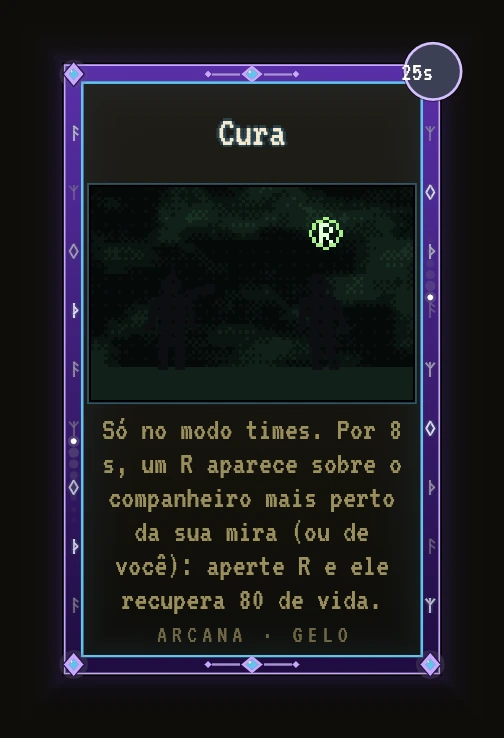 25s
Cura
R
Só no modo times. Por 8
s, um R aparece sobre o
companheiro mais perto
da sua mira (ou de
você): aperte R e ele
recupera 80 de vida.
ARCANA · GELO